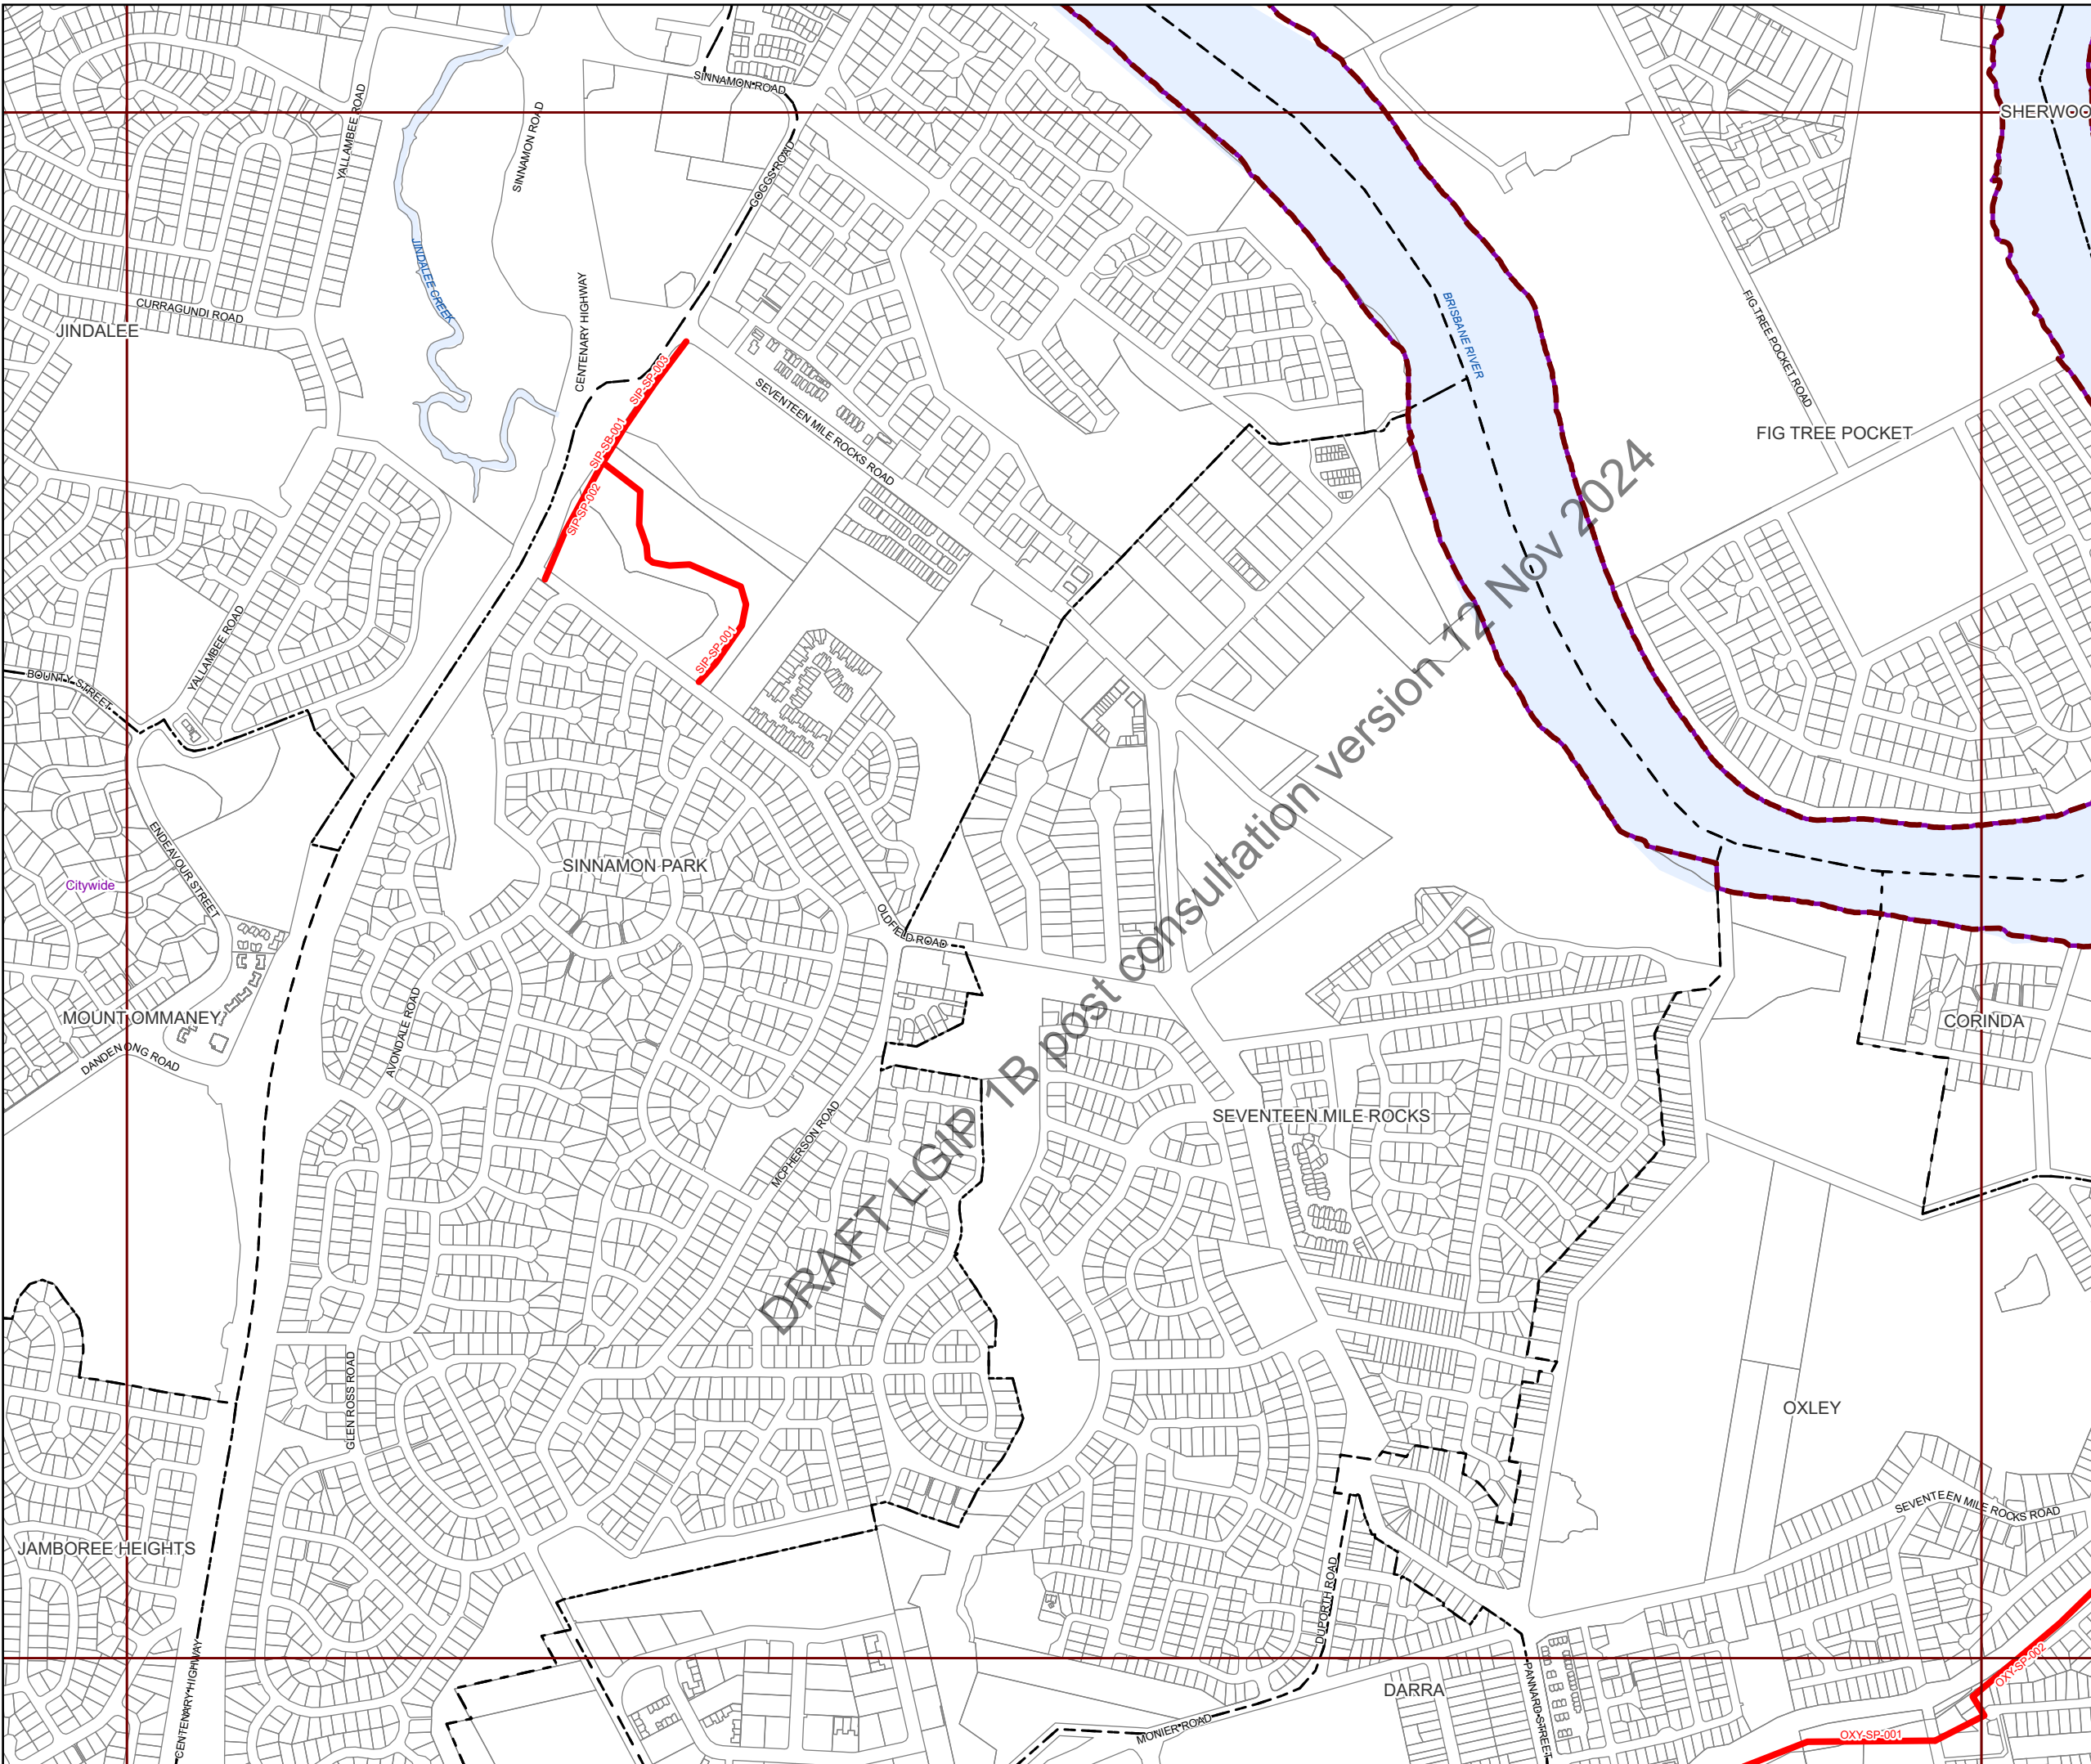 SINNAMON ROAD
SHERWOO
YALLAMBEE ROAD
SINNAMON ROAD
GOGGS ROAD
JINDALEE CREEK
CURRAGUNDI ROAD
JINDALEE
CENTENARY HIGHWAY
BRISBANE RIVER
FIG TREE POCKET ROAD
SIP-SP-003
SEVENTEEN MILE ROCKS ROAD
FIG TREE POCKET
SIP-SB-001
SIP-SP-002
YALLAMBEE ROAD
SIP-SP-001
BOUNTY STREET
ENDEAVOUR STREET
SINNAMON PARK
Citywide
OLDFIELD ROAD
DRAFT LGIP 1B post consultation version 12 Nov 2024
MOUNT OMMANEY
AVONDALE ROAD
CORINDA
DANDENONG ROAD
SEVENTEEN MILE ROCKS
MCPHERSON ROAD
GLEN ROSS ROAD
OXLEY
SEVENTEEN MILE ROCKS ROAD
JAMBOREE HEIGHTS
DUPORTH ROAD
CENTENARY HIGHWAY
OXY-SP-002
DARRA
PANNARD STREET
MONIER ROAD
OXY-SP-001